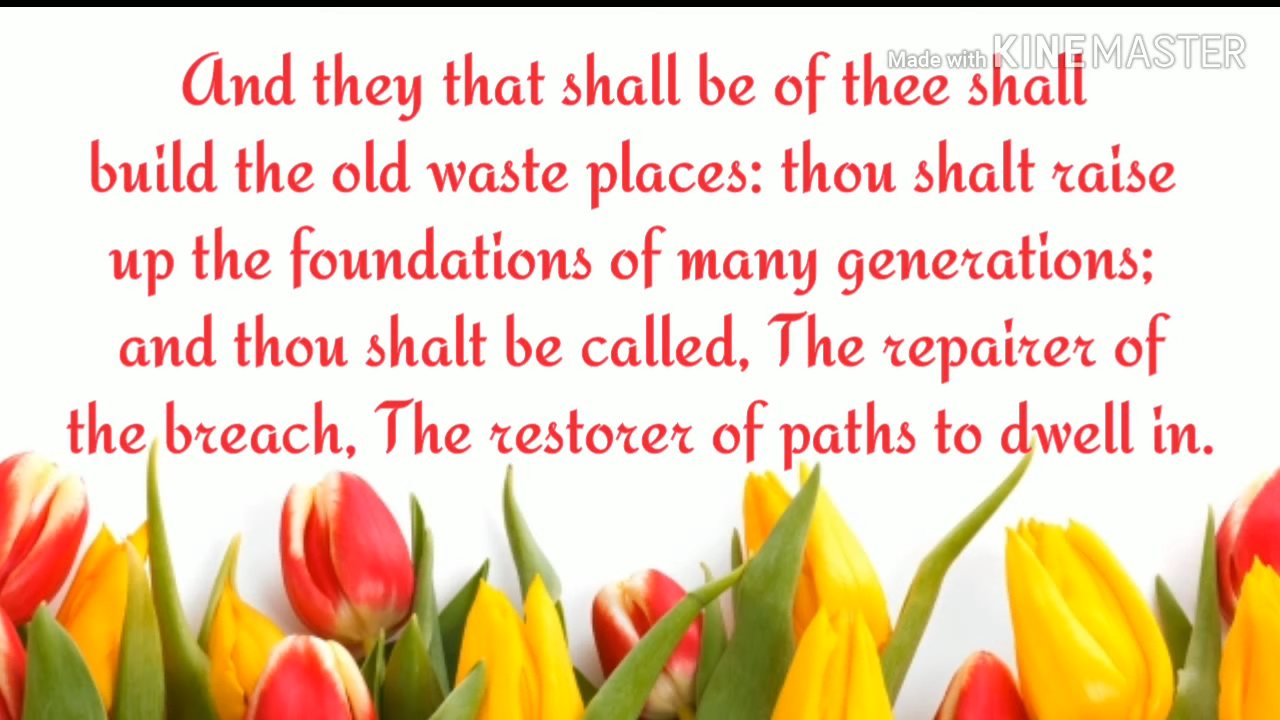 Made with KINEMASTER
And they that shall be of thee shall
build the old waste places: thou shalt raise
up the foundations of many generations;
and thou shalt be called, The repairer of
the breach, The restorer of paths to dwell in.